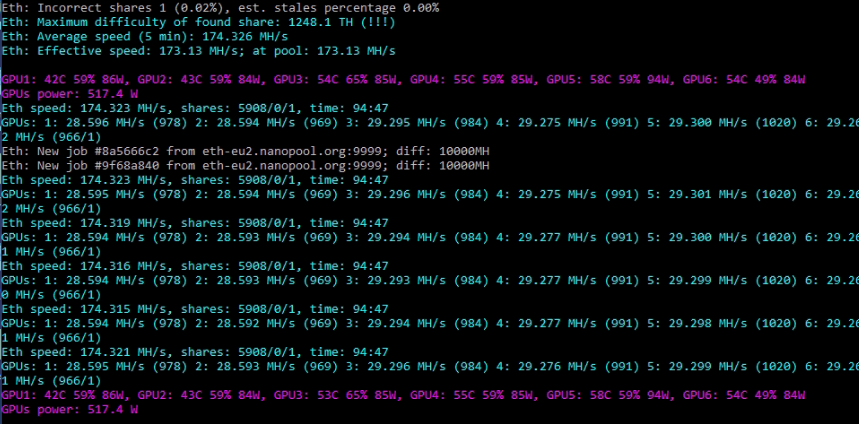 Eth: Incorrect shares 1 (0.02%), est. stales percentage 0.00%
Eth: Maximum difficulty of found share: 1248.1 TH (!!!)
Eth: Average speed (5 min): 174.326 MH/s
Eth: Effective speed: 173.13 MH/s; at pool: 173.13 MH/s
GPU1: 42C 59% 86W, GPU2: 43C 59% 84W, GPU3: 54C 65% 85W, GPU4: 55C 59% 85W, GPU5: 58C 59% 94W, GPU6: 54C 49% 84W
GPUs power: 517.4 W
Eth speed: 174.323 MH/s, shares: 5908/0/1, time: 94:47
GPUs: 1: 28.596 MH/s (978) 2: 28.594 MH/s (969) 3: 29.295 MH/s (984) 4: 29.275 MH/s (991) 5: 29.300 MH/s (1020) 6: 29.26
2 MH/s (966/1)
Eth: New job #8a5666c2 from eth-eu2.nanopool.org:9999; diff: 10000MH
Eth: New job #9f68a840 from eth-eu2.nanopool.org:9999; diff: 10000MH
Eth speed: 174.323 MH/s, shares: 5908/0/1, time: 94:47
GPUs: 1: 28.595 MH/s (978) 2: 28.594 MH/s (969) 3: 29.296 MH/s (984) 4: 29.275 MH/s (991) 5: 29.301 MH/s (1020) 6: 29.26
2 MH/s (966/1)
Eth speed: 174.319 MH/s, shares: 5908/0/1, time: 94:47
GPUs: 1: 28.594 MH/s (978) 2: 28.593 MH/s (969) 3: 29.294 MH/s (984) 4: 29.277 MH/s (991) 5: 29.300 MH/s (1020) 6: 29.26
1 MH/s (966/1)
Eth speed: 174.316 MH/s, shares: 5908/0/1, time: 94:47
GPUs: 1: 28.594 MH/s (978) 2: 28.593 MH/s (969) 3: 29.293 MH/s (984) 4: 29.277 MH/s (991) 5: 29.299 MH/s (1020) 6: 29.26
0 MH/s (966/1)
Eth speed: 174.315 MH/s, shares: 5908/0/1, time: 94:47
GPUs: 1: 28.594 MH/s (978) 2: 28.592 MH/s (969) 3: 29.294 MH/s (984) 4: 29.277 MH/s (991) 5: 29.298 MH/s (1020) 6: 29.26
1 MH/s (966/1)
Eth speed: 174.321 MH/s, shares: 5908/0/1, time: 94:47
GPUs: 1: 28.595 MH/s (978) 2: 28.593 MH/s (969) 3: 29.296 MH/s (984) 4: 29.276 MH/s (991) 5: 29.299 MH/s (1020) 6: 29.26
1 MH/s (966/1)
GPU1: 42C 59% 86W, GPU2: 43C 59% 84W, GPU3: 53C 65% 85W, GPU4: 55C 59% 85W, GPU5: 58C 59% 94W, GPU6: 54C 49% 84W
GPUs power: 517.4 W